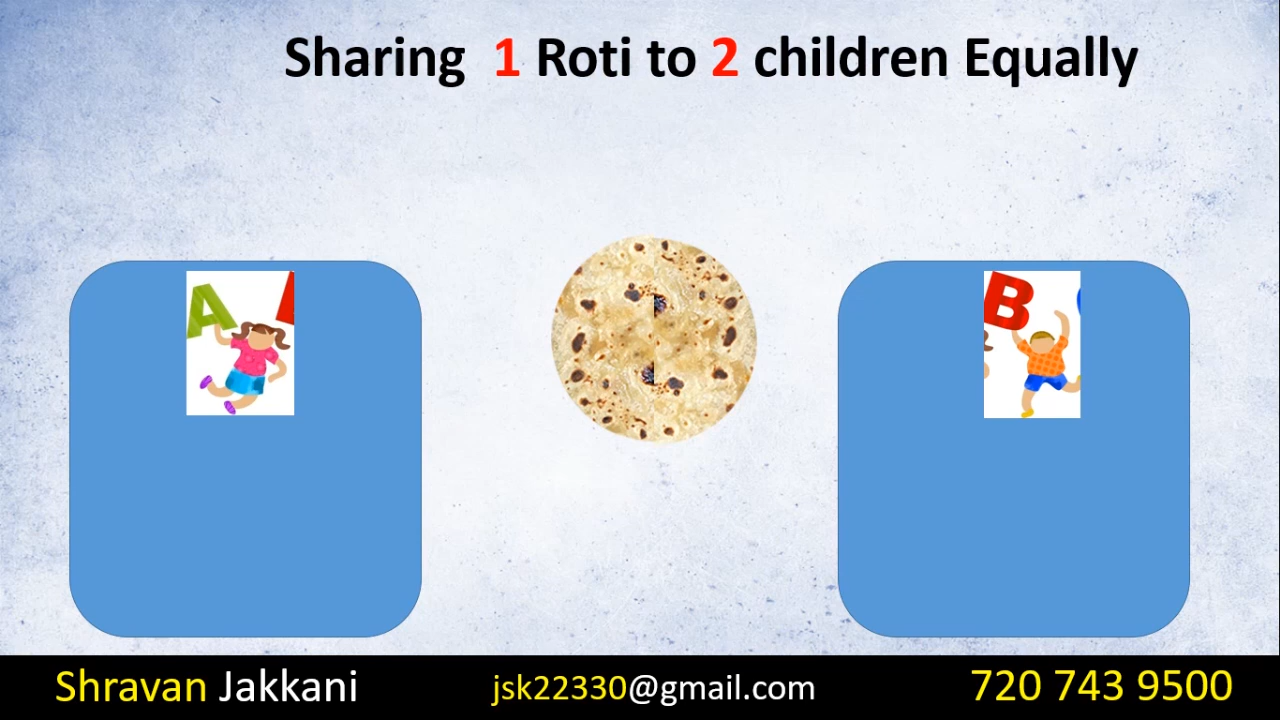 Sharing 1 Roti to 2 children Equally
A
B
Shravan Jakkani jsk22330@gmail.com 720 743 9500